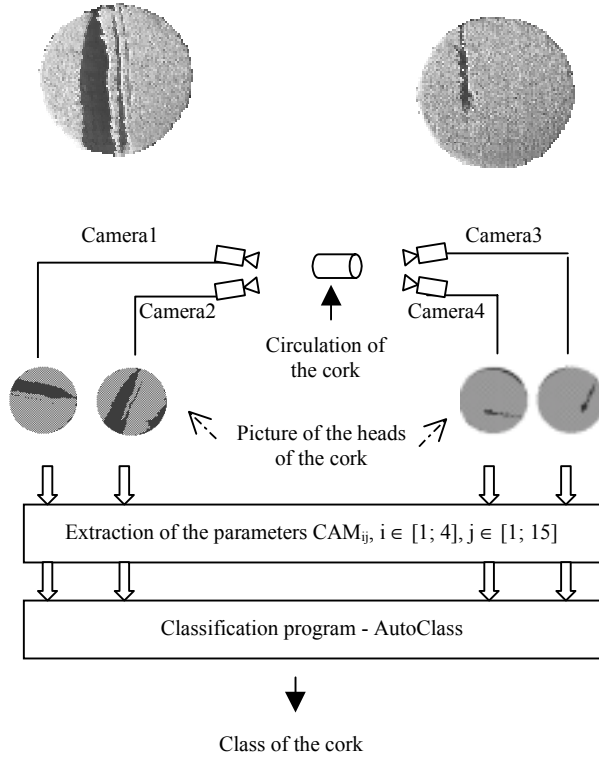 Camera1
Camera3
Camera2
Camera4
Circulation of
the cork
Picture of the heads
of the cork
Extraction of the parameters CAMij, i ∈ [1; 4], j ∈ [1; 15]
Classification program - AutoClass
Class of the cork